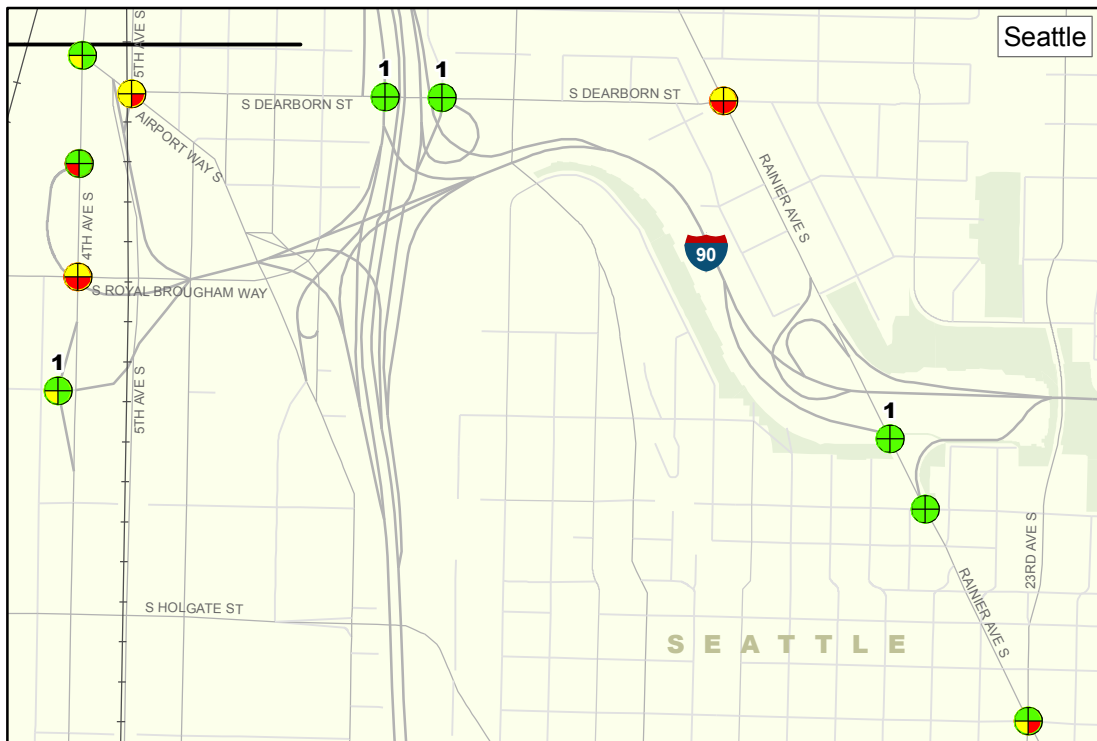 Seattle
5TH AVE S
1
1
S DEARBORN ST
S DEARBORN ST
AIRPORT WAY S
RAINIER AVE S
4TH AVE S
90
S ROYAL BROUGHAM WAY
1
5TH AVE S
1
23RD AVE S
RAINIER AVE S
S HOLGATE ST
SEATTLE